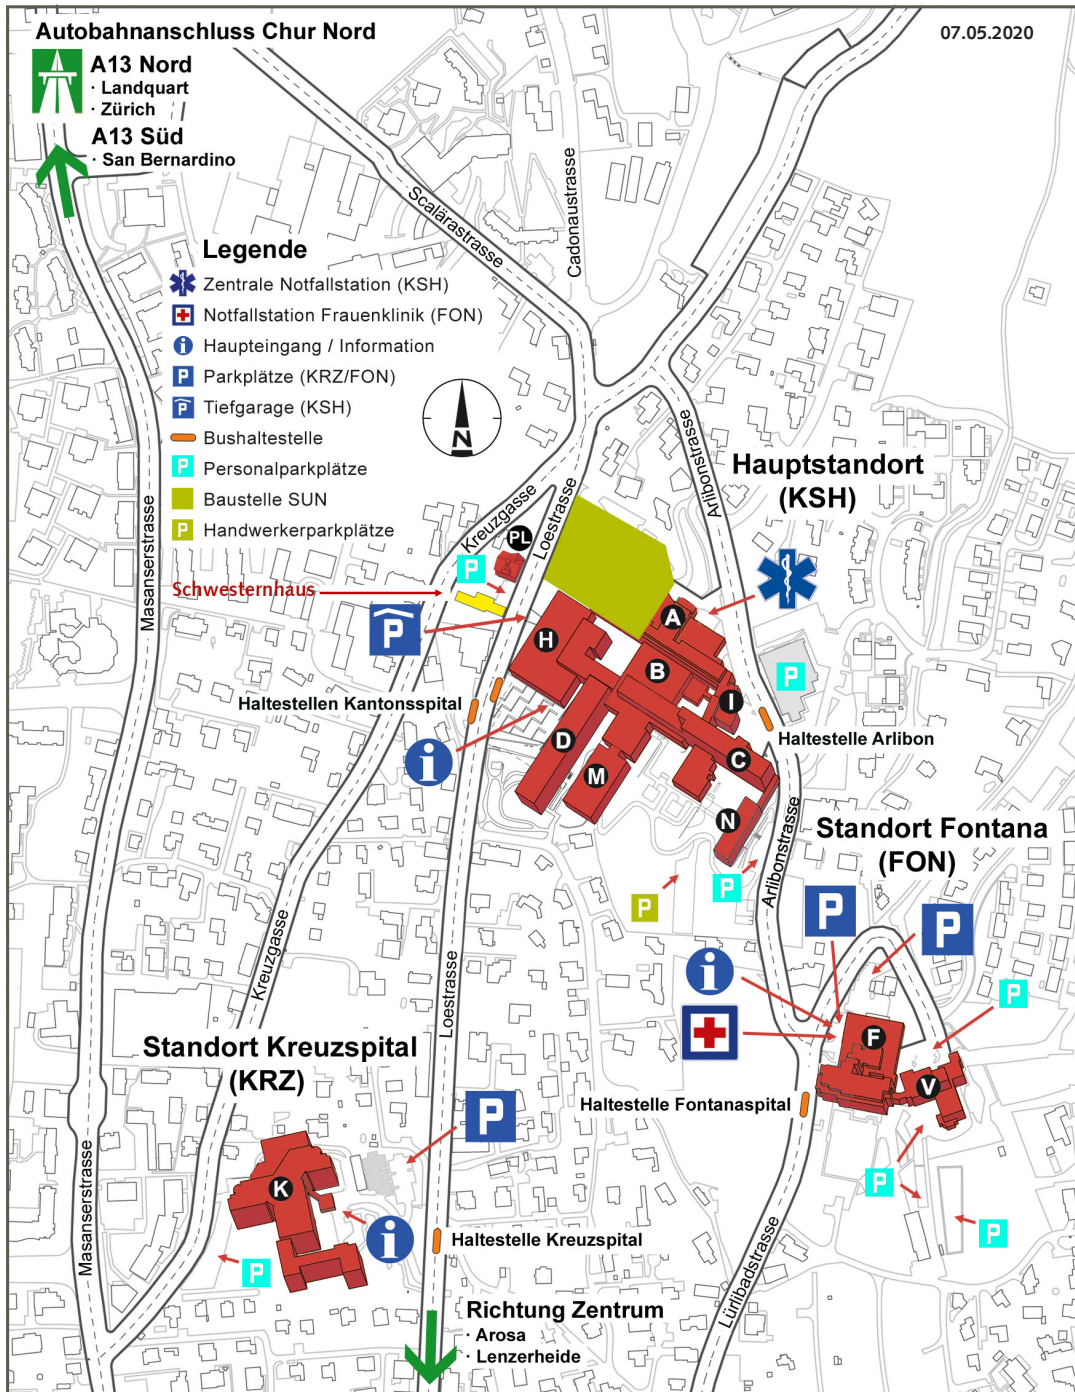 Autobahnanschluss Chur Nord
07.05.2020
A13 Nord
· Landquart
· Zürich
A13 Süd
· San Bernardino
Scalärastrasse
Cadonaustrasse
Legende
Zentrale Notfallstation (KSH)
Notfallstation Frauenklinik (FON)
i Haupteingang / Information
P Parkplätze (KRZ/FON)
P Tiefgarage (KSH)
Bushaltestelle
P Personalparkplätze
Baustelle SUN
P Handwerkerparkplätze
N
Masanserstrasse
Kreuzgasse
Loestrasse
Arlibonstrasse
Hauptstandort
(KSH)
PL
P
Schwesternhaus
P
A
H
B
I
P
Haltestellen Kantonsspital
Haltestelle Arlibon
i
D
M
C
N
Arlibonstrasse
Standort Fontana
(FON)
P
P
P
P
i
P
F
V
Kreuzgasse
Loestrasse
Standort Kreuzspital
(KRZ)
P
Haltestelle Fontanaspital
K
P
Masanserstrasse
i
P
P
Haltestelle Kreuzspital
Lürlibadstrasse
Richtung Zentrum
· Arosa
· Lenzerheide